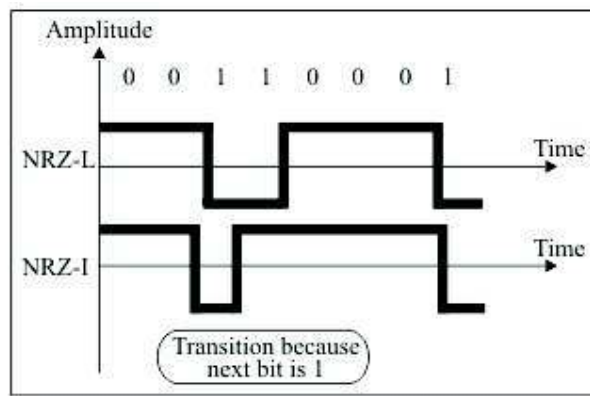 Amplitude
0 0 1 1 0 0 0 1
NRZ-L
Time
NRZ-I
Time
Transition because
next bit is 1